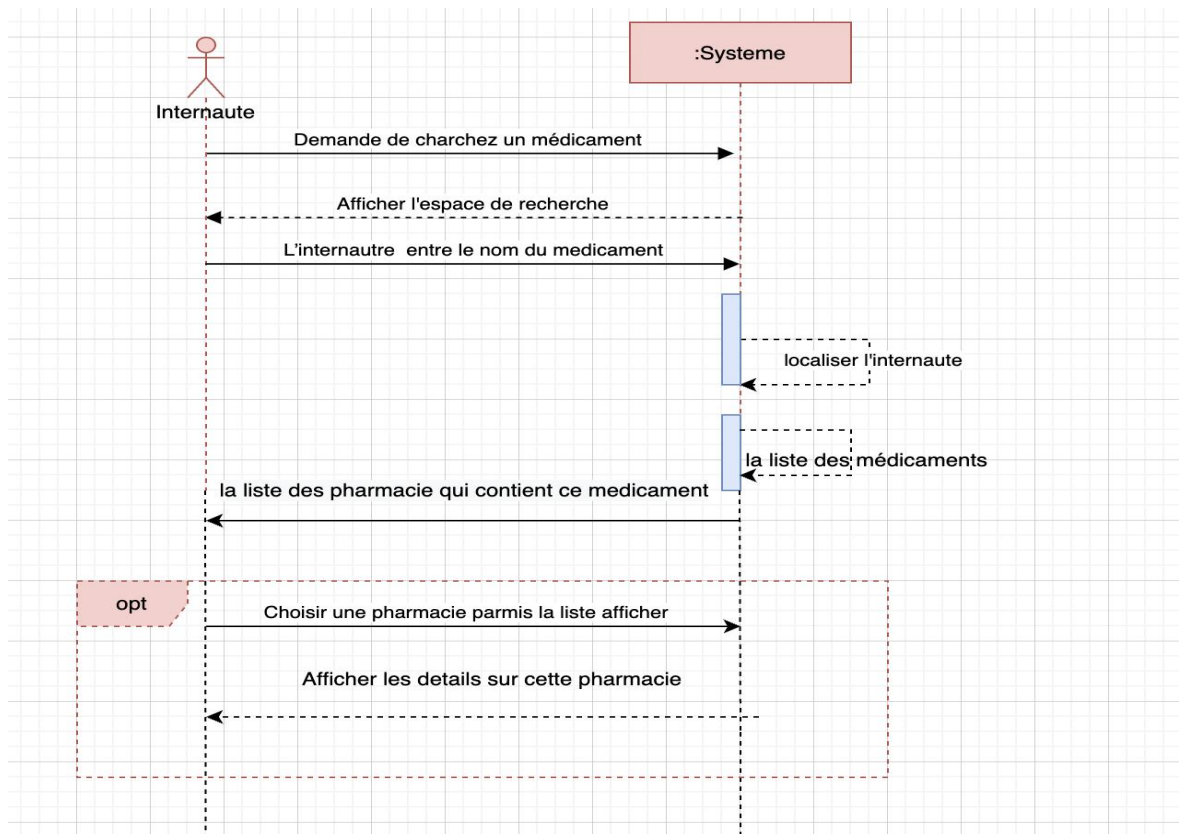 :Systeme
Internaute
Demande de charchez un médicament
Afficher l'espace de recherche
L'internautre entre le nom du medicament
localiser l'internaute
la liste des médicaments
la liste des pharmacie qui contient ce medicament
opt
Choisir une pharmacie parmis la liste afficher
Afficher les details sur cette pharmacie